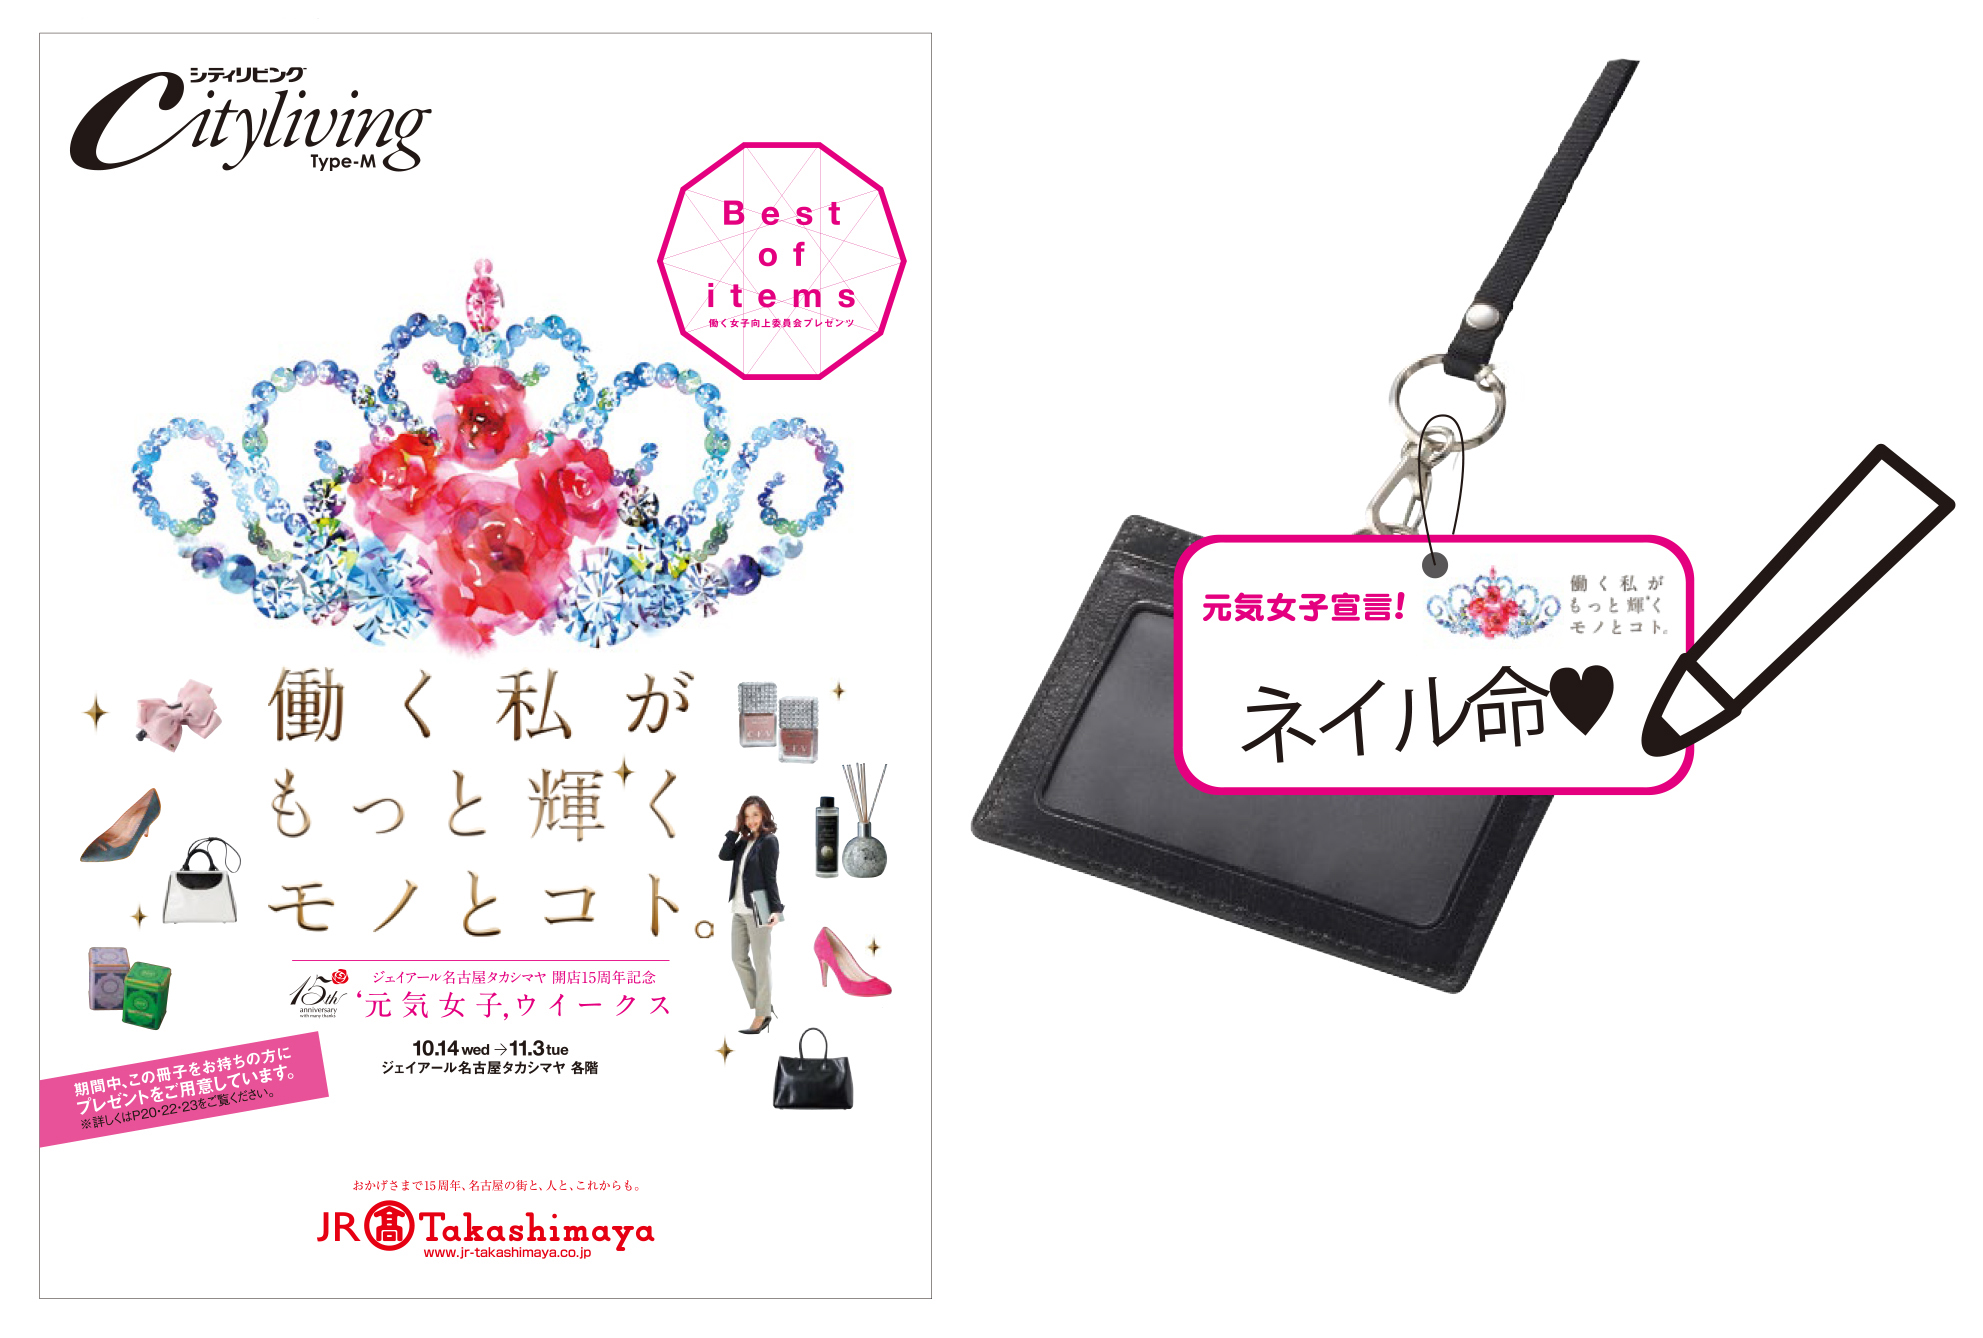 シティリビング
Cityliving
Type-M
Best
of
items
働く女子向上委員会プレゼンツ
働く私が
もっと輝く
モノとコト。
15th
anniversary
with many thanks
ジェイアール名古屋タカシマヤ 開店15周年記念
‘元気女子,ウイークス
10.14wed→11.3tue
ジェイアール名古屋タカシマヤ 各階
期間中、この冊子をお持ちの方に
プレゼントをご用意しています。
※詳しくはP20・22・23をご覧ください。
おかげさまで15周年、名古屋の街と、人と、これからも。
JR 髙 Takashimaya
www.jr-takashimaya.co.jp
元気女子宣言!
働く私が
もっと輝く
モノとコト。
ネイル命♥